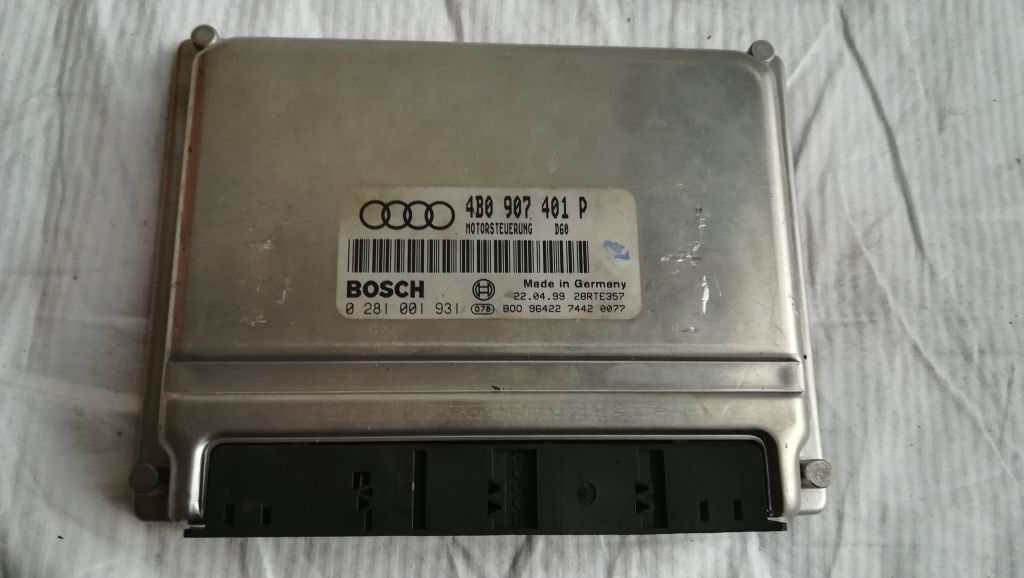 4B0 907 401 P
MOTORSTEUERUNG D60
BOSCH Made in Germany
22.04.99 28RTE357
0 281 001 931 078 B00 96422 7442 0077